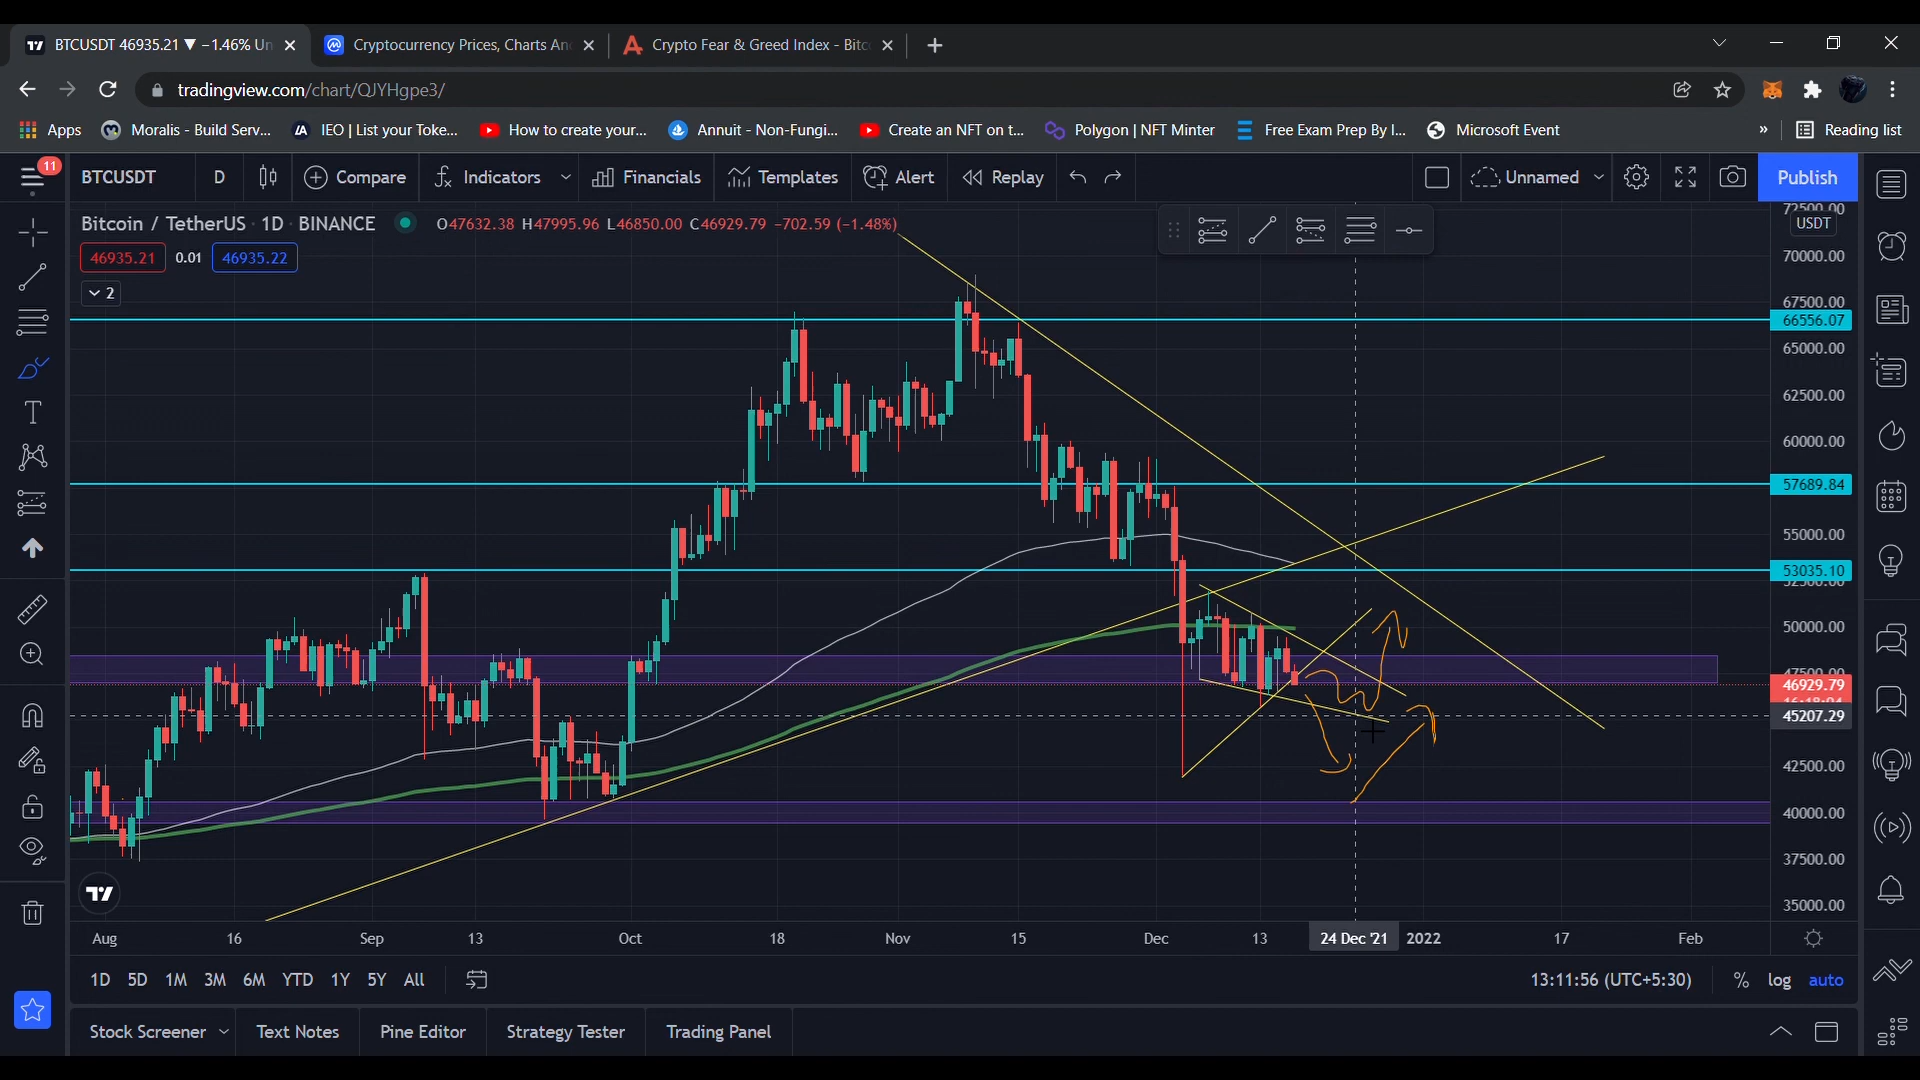 BTCUSDT 46935.21 ▼ −1.46% Un
Cryptocurrency Prices, Charts An
Crypto Fear & Greed Index - Bitc
tradingview.com/chart/QJYHgpe3/
Apps
Moralis - Build Serv...
IEO | List your Toke...
How to create your...
Annuit - Non-Fungi...
Create an NFT on t...
Polygon | NFT Minter
Free Exam Prep By I...
Microsoft Event
»
Reading list
11
BTCUSDT
D
Compare
Indicators
Financials
Templates
Alert
Replay
Unnamed
Publish
Bitcoin / TetherUS · 1D · BINANCE
O47632.38 H47995.96 L46850.00 C46929.79 −702.59 (−1.48%)
46935.21
0.01
46935.22
2
72500.00
USDT
70000.00
67500.00
66556.07
65000.00
62500.00
60000.00
57689.84
55000.00
53035.10
52500.00
50000.00
47500.00
46929.79
45207.29
42500.00
40000.00
37500.00
35000.00
Aug
16
Sep
13
Oct
18
Nov
15
Dec
13
24 Dec '21
2022
17
Feb
1D
5D
1M
3M
6M
YTD
1Y
5Y
All
13:11:56 (UTC+5:30)
%
log
auto
Stock Screener
Text Notes
Pine Editor
Strategy Tester
Trading Panel